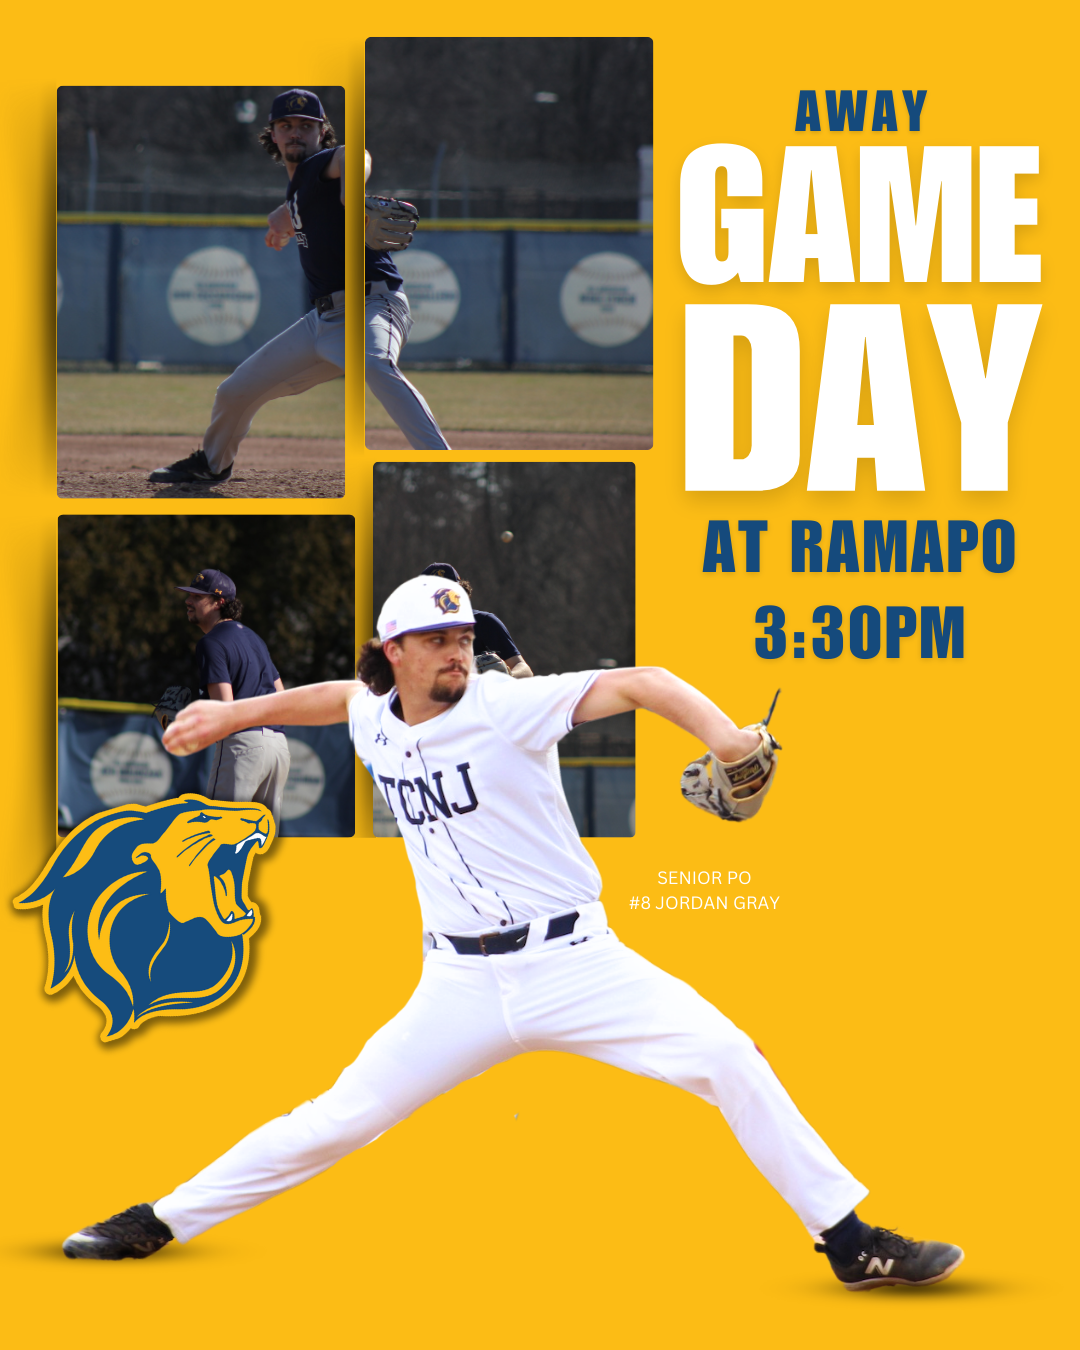 AWAY
GAME
DAY
AT RAMAPO
3:30PM
TCNJ
SENIOR PO
#8 JORDAN GRAY